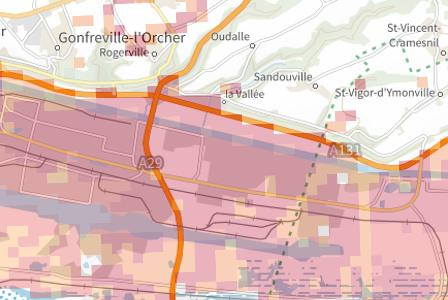 r
Gonfreville-l'Orcher
Rogerville
Oudalle
St-Vincent-
Cramesnil
Sandouville
la Vallée
St-Vigor-d'Ymonville
A131
A29